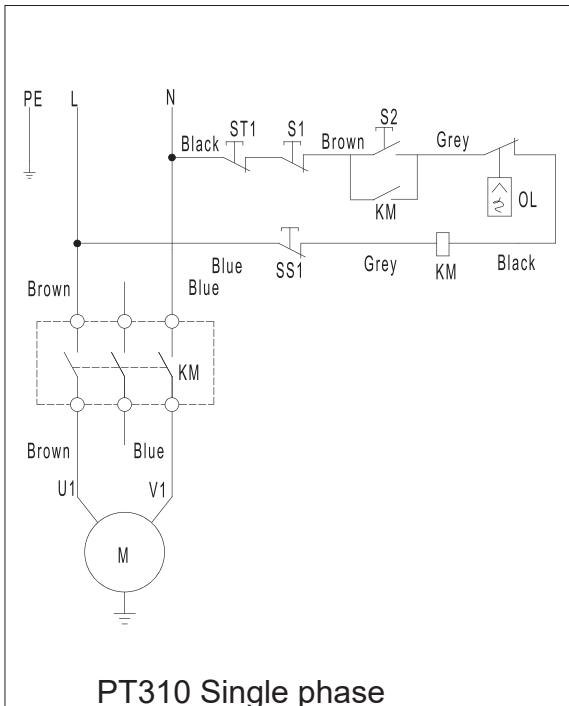 PE L N
S2
ST1 S1
Black Brown Grey
KM OL
Blue SS1 Grey KM Black
Brown Blue
KM
Brown Blue
U1 V1
M
PT310 Single phase